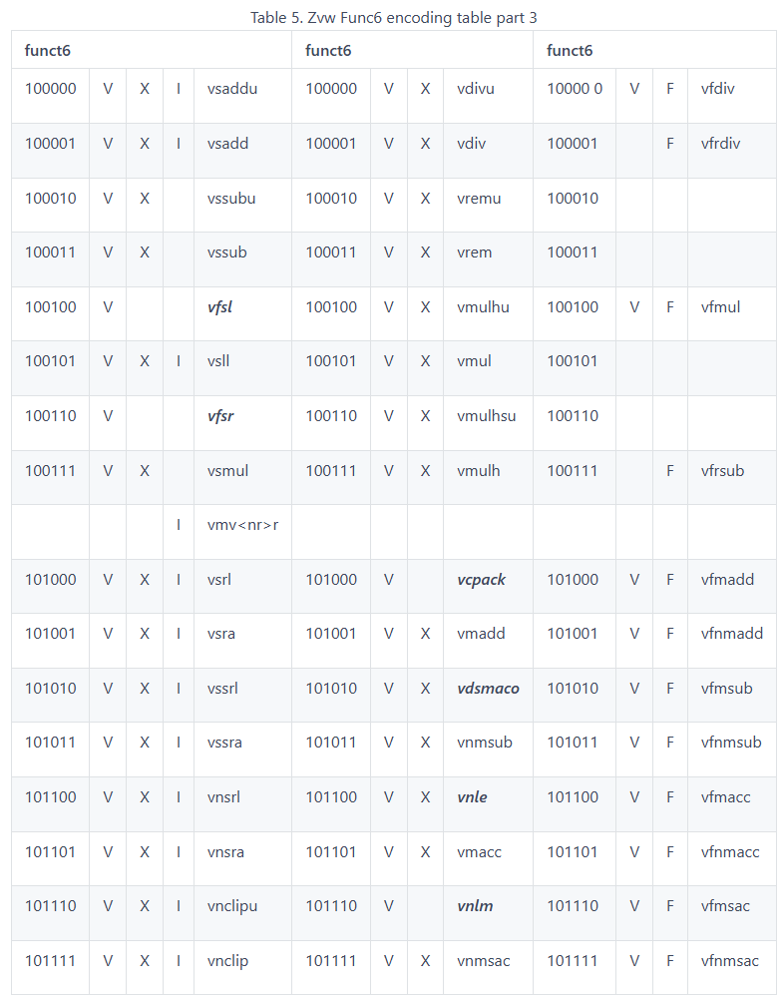 Table 5. Zvw Func6 encoding table part 3
funct6 funct6 funct6
100000 V X I vsaddu 100000 V X vdivu 10000 0 V F vfdiv
100001 V X I vsadd 100001 V X vdiv 100001 F vfrdiv
100010 V X vssubu 100010 V X vremu 100010
100011 V X vssub 100011 V X vrem 100011
100100 V vfsl 100100 V X vmulhu 100100 V F vfmul
100101 V X I vsll 100101 V X vmul 100101
100110 V vfsr 100110 V X vmulhsu 100110
100111 V X vsmul 100111 V X vmulh 100111 F vfrsub
I vmv<nr>r
101000 V X I vsrl 101000 V vcpack 101000 V F vfmadd
101001 V X I vsra 101001 V X vmadd 101001 V F vfnmadd
101010 V X I vssrl 101010 V X vdsmaco 101010 V F vfmsub
101011 V X I vssra 101011 V X vnmsub 101011 V F vfnmsub
101100 V X I vnsrl 101100 V X vnle 101100 V F vfmacc
101101 V X I vnsra 101101 V X vmacc 101101 V F vfnmacc
101110 V X I vnclipu 101110 V vnlm 101110 V F vfmsac
101111 V X I vnclip 101111 V X vnmsac 101111 V F vfnmsac